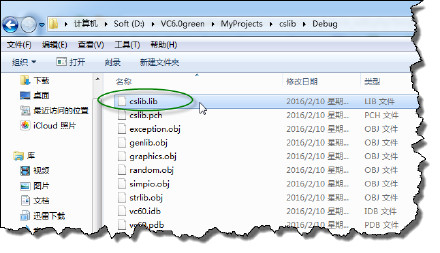 计算机 ▸ Soft (D) ▸ VC6.0green ▸ MyProjects ▸ cslib ▸ Debug
文件(F) 编辑(E) 查看(V) 工具(T) 帮助(H)
组织 打开 刻录 新建文件夹
名称 修改日期 类型
下载
桌面
最近访问的位置
iCloud 照片
库
视频
图片
文档
迅雷下载
cslib.lib 2016/2/10 星期... LIB 文件
cslib.pch 2016/2/10 星期... PCH 文件
exception.obj 2016/2/10 星期... OBJ 文件
genlib.obj 2016/2/10 星期... OBJ 文件
graphics.obj 2016/2/10 星期... OBJ 文件
random.obj 2016/2/10 星期... OBJ 文件
simpio.obj 2016/2/10 星期... OBJ 文件
strlib.obj 2016/2/10 星期... OBJ 文件
vc60.idb 2016/2/10 星期... IDB 文件
vc60.pdb 2016/2/10 星期... PDB 文件